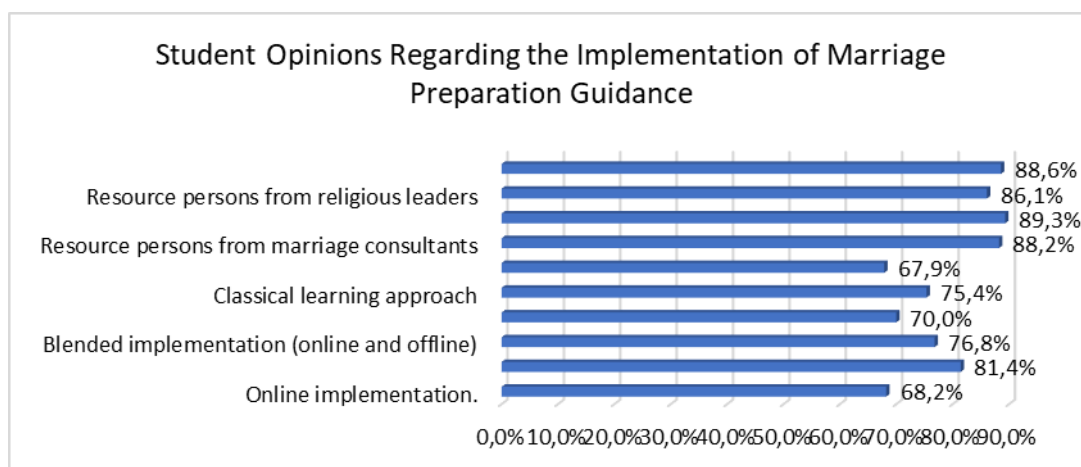 Student Opinions Regarding the Implementation of Marriage
Preparation Guidance
88,6%
Resource persons from religious leaders
86,1%
89,3%
Resource persons from marriage consultants
88,2%
67,9%
Classical learning approach
75,4%
70,0%
Blended implementation (online and offline)
76,8%
81,4%
Online implementation.
68,2%
0,0% 10,0% 20,0% 30,0% 40,0% 50,0% 60,0% 70,0% 80,0% 90,0%